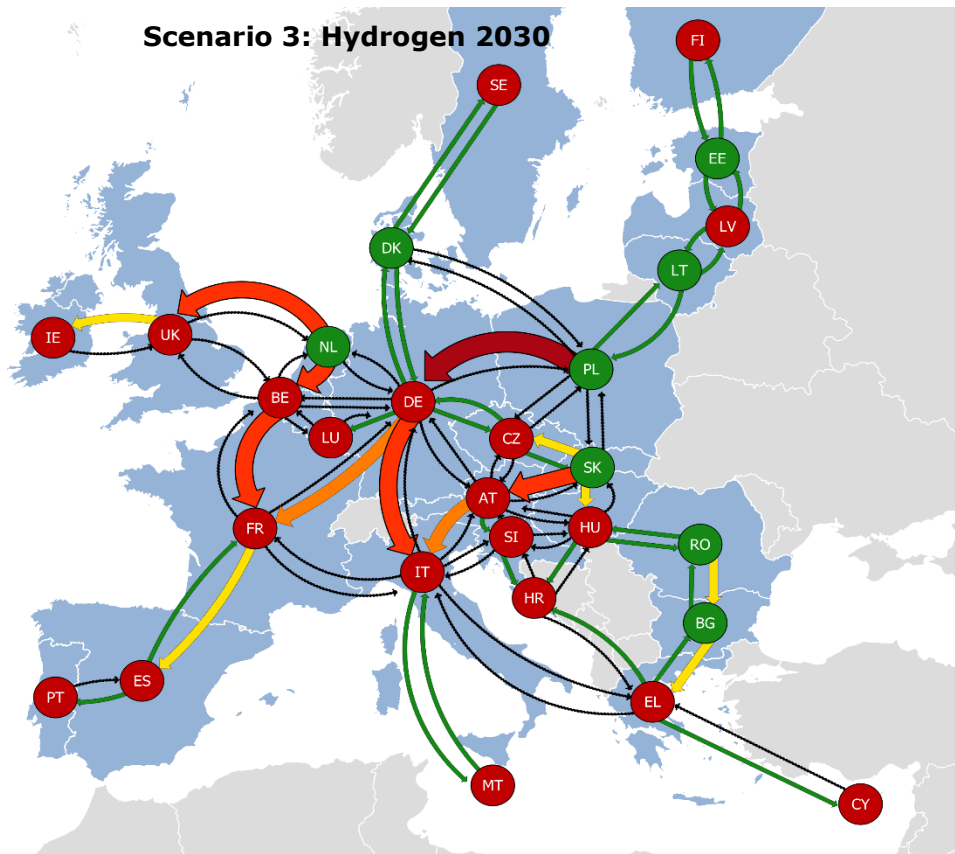 Scenario 3: Hydrogen 2030
FI
SE
EE
LV
DK
LT
IE
UK
NL
PL
BE
DE
LU
CZ
SK
AT
FR
HU
SI
RO
IT
HR
BG
PT
ES
EL
MT
CY